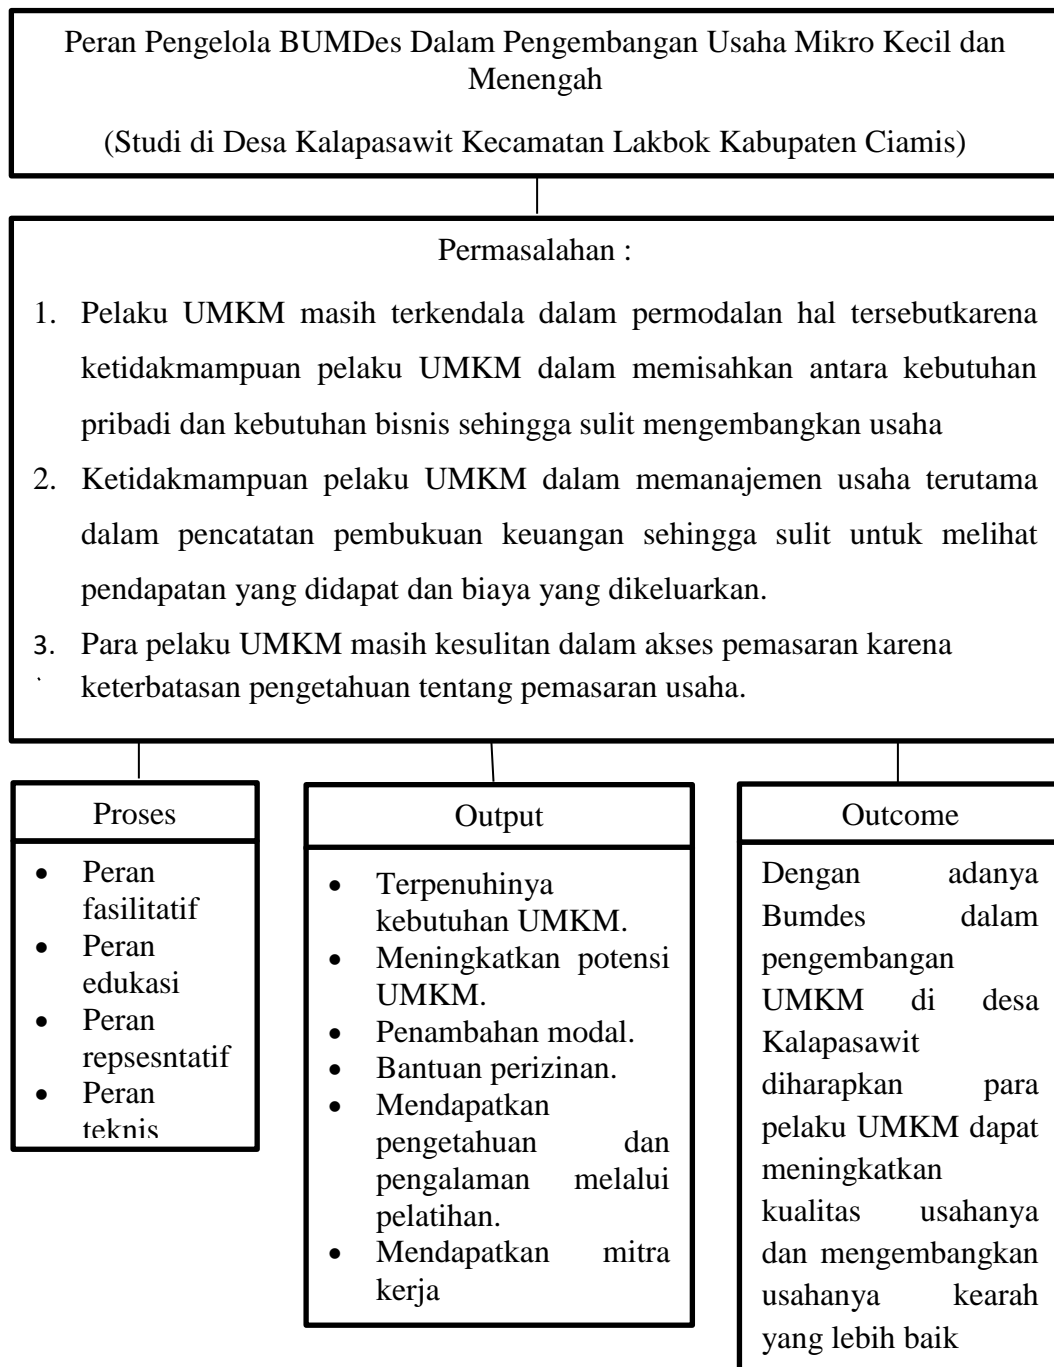 Peran Pengelola BUMDes Dalam Pengembangan Usaha Mikro Kecil dan
Menengah
(Studi di Desa Kalapasawit Kecamatan Lakbok Kabupaten Ciamis)
Permasalahan :
1. Pelaku UMKM masih terkendala dalam permodalan hal tersebutkarena
ketidakmampuan pelaku UMKM dalam memisahkan antara kebutuhan
pribadi dan kebutuhan bisnis sehingga sulit mengembangkan usaha
2. Ketidakmampuan pelaku UMKM dalam memanajemen usaha terutama
dalam pencatatan pembukuan keuangan sehingga sulit untuk melihat
pendapatan yang didapat dan biaya yang dikeluarkan.
3. Para pelaku UMKM masih kesulitan dalam akses pemasaran karena
keterbatasan pengetahuan tentang pemasaran usaha.
Proses
• Peran
fasilitatif
• Peran
edukasi
• Peran
repsesntatif
• Peran
teknis
Output
• Terpenuhinya
kebutuhan UMKM.
• Meningkatkan potensi
UMKM.
• Penambahan modal.
• Bantuan perizinan.
• Mendapatkan
pengetahuan dan
pengalaman melalui
pelatihan.
• Mendapatkan mitra
kerja
Outcome
Dengan adanya
Bumdes dalam
pengembangan
UMKM di desa
Kalapasawit
diharapkan para
pelaku UMKM dapat
meningkatkan
kualitas usahanya
dan mengembangkan
usahanya kearah
yang lebih baik